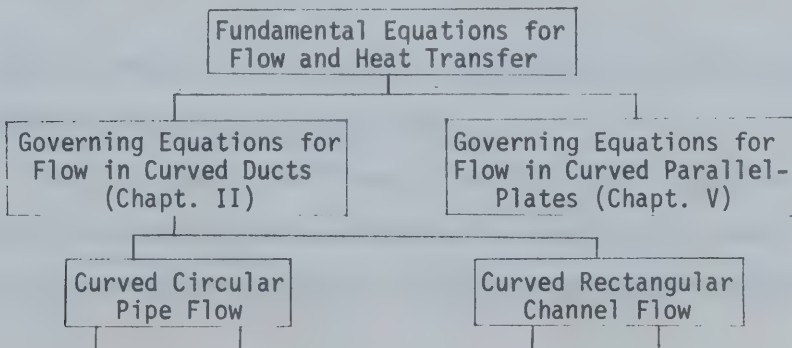 Fundamental Equations for
Flow and Heat Transfer
Governing Equations for
Flow in Curved Ducts
(Chapt. II)
Governing Equations for
Flow in Curved Parallel-
Plates (Chapt. V)
Curved Circular
Pipe Flow
Curved Rectangular
Channel Flow